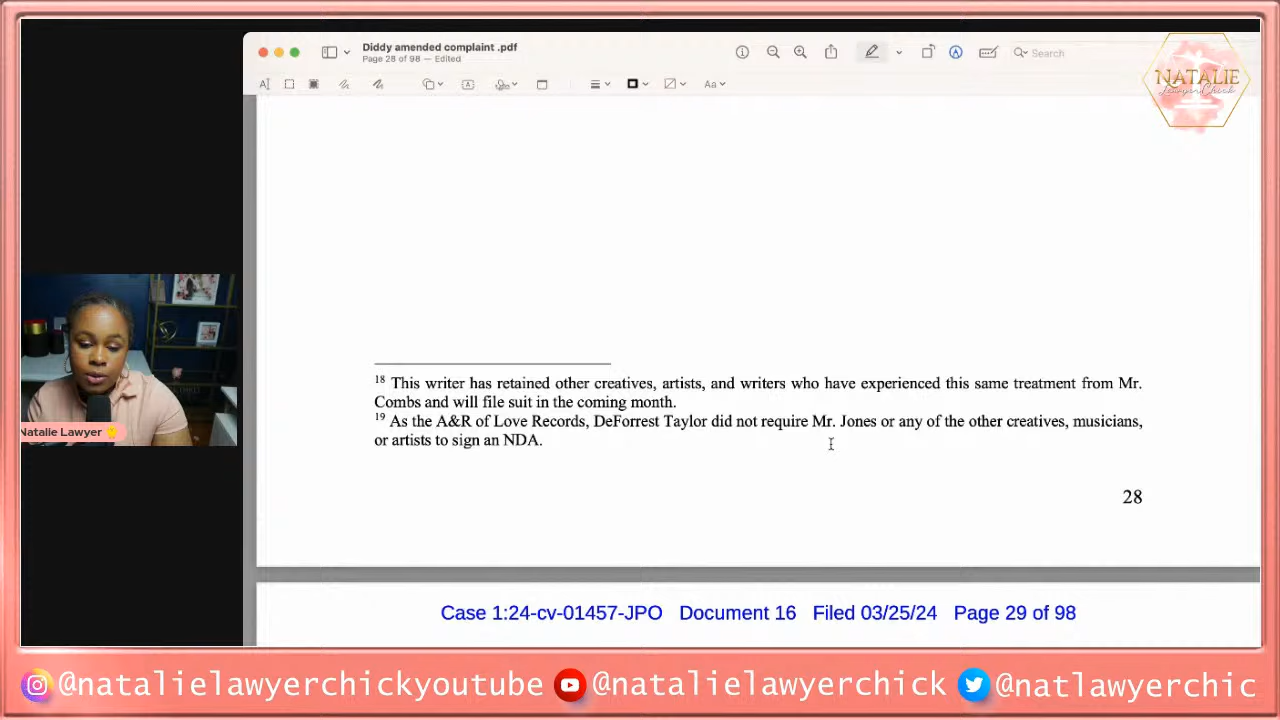 Diddy amended complaint .pdf
Page 28 of 98 — Edited
Search
NATALIE
LawyerChick
18 This writer has retained other creatives, artists, and writers who have experienced this same treatment from Mr.
Combs and will file suit in the coming month.
19 As the A&R of Love Records, DeForrest Taylor did not require Mr. Jones or any of the other creatives, musicians,
or artists to sign an NDA.
28
Natalie Lawyer
Case 1:24-cv-01457-JPO Document 16 Filed 03/25/24 Page 29 of 98
@natalielawyerchickyoutube @natalielawyerchick @natlawyerchic